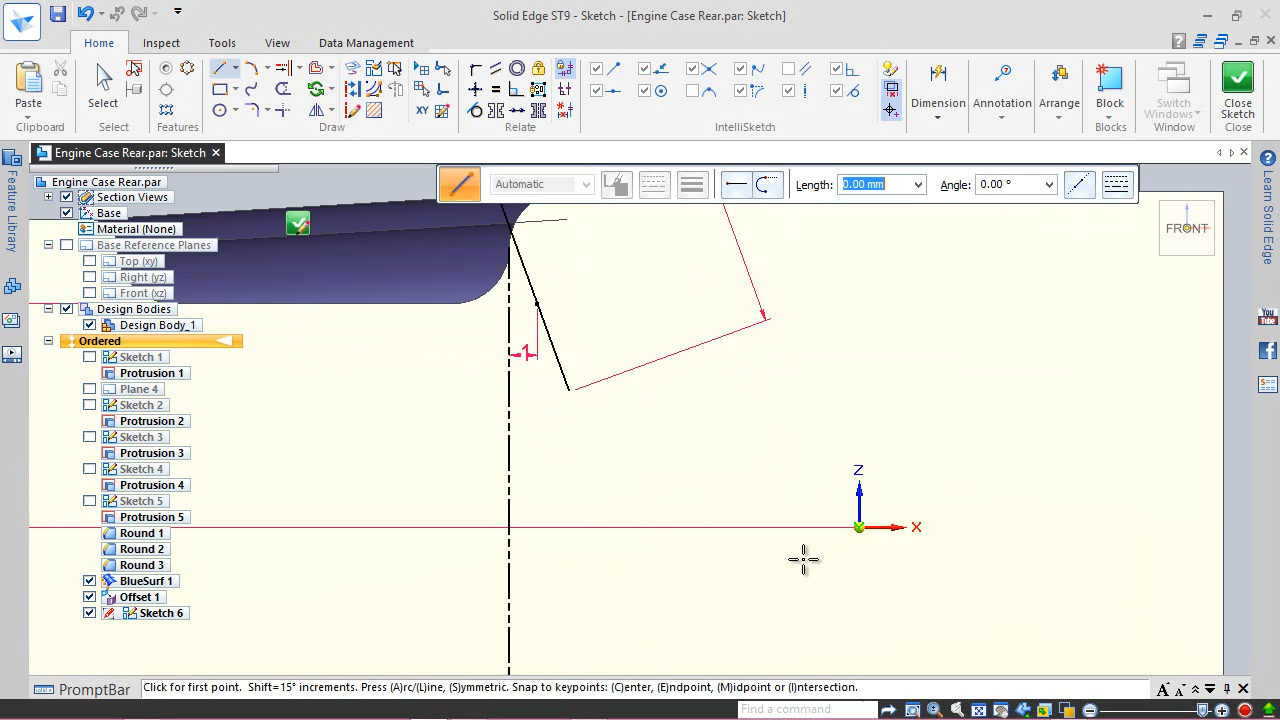 Solid Edge ST9 - Sketch - [Engine Case Rear.par: Sketch]
Home Inspect Tools View Data Management
Paste
Select
Dimension
Annotation
Arrange
Block
Switch Windows
Close Sketch
Clipboard Select Features Draw Relate IntelliSketch Blocks Window Close
Engine Case Rear.par: Sketch
Feature Library
Engine Case Rear.par
Automatic
Length: 0.00 mm Angle: 0.00 °
Section Views
Base
Material (None)
Base Reference Planes
Top (xy)
Right (yz)
Front (xz)
Design Bodies
Design Body_1
Ordered
Sketch 1
Protrusion 1
Plane 4
Sketch 2
Protrusion 2
Sketch 3
Protrusion 3
Sketch 4
Protrusion 4
Sketch 5
Protrusion 5
Round 1
Round 2
Round 3
BlueSurf 1
Offset 1
Sketch 6
1
FRONT
Z
X
Y
Learn Solid Edge
PromptBar
Click for first point. Shift=15° increments. Press (A)rc/(L)ine, (S)ymmetric. Snap to keypoints: (C)enter, (E)ndpoint, (M)idpoint or (I)ntersection.
Find a command